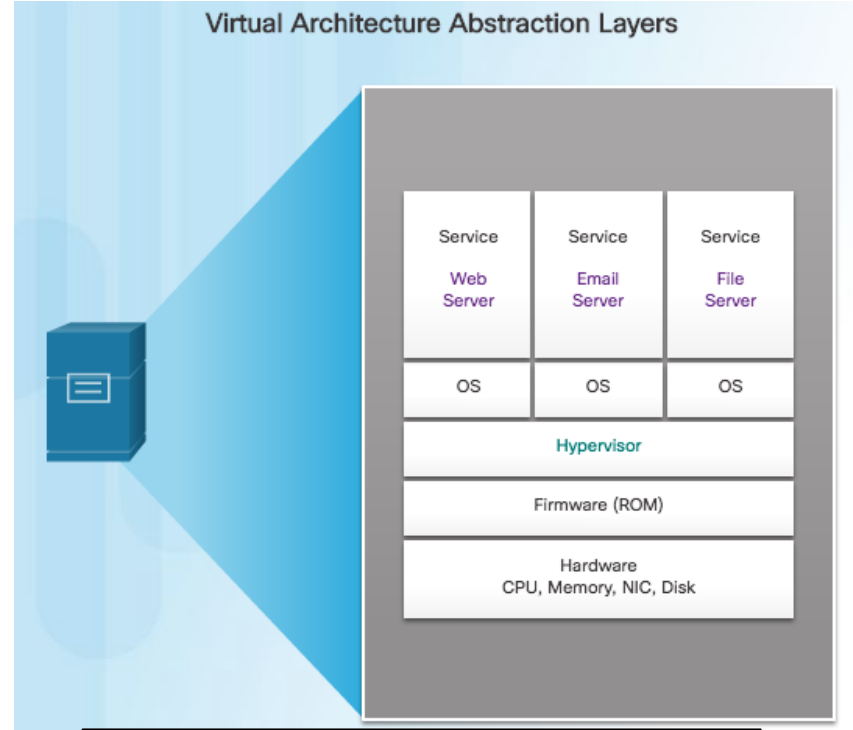 Virtual Architecture Abstraction Layers
Service
Web
Server
Service
Email
Server
Service
File
Server
OS
OS
OS
Hypervisor
Firmware (ROM)
Hardware
CPU, Memory, NIC, Disk